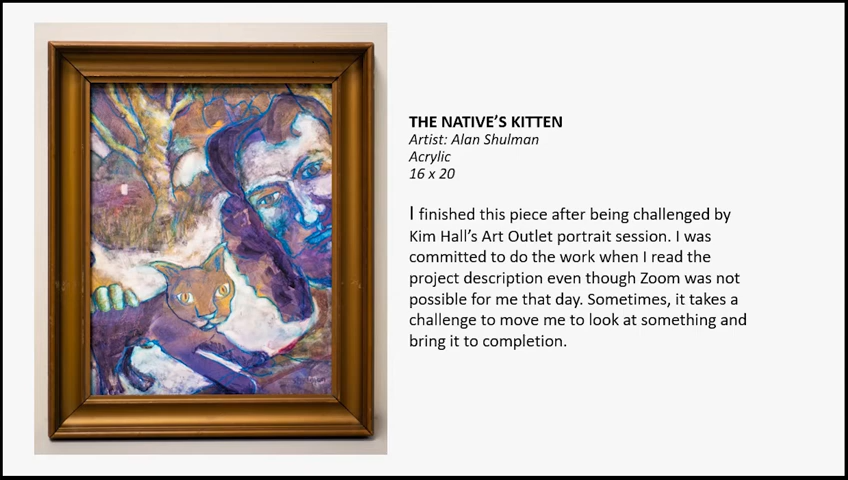 THE NATIVE’S KITTEN
Artist: Alan Shulman
Acrylic
16 x 20
I finished this piece after being challenged by
Kim Hall’s Art Outlet portrait session. I was
committed to do the work when I read the
project description even though Zoom was not
possible for me that day. Sometimes, it takes a
challenge to move me to look at something and
bring it to completion.